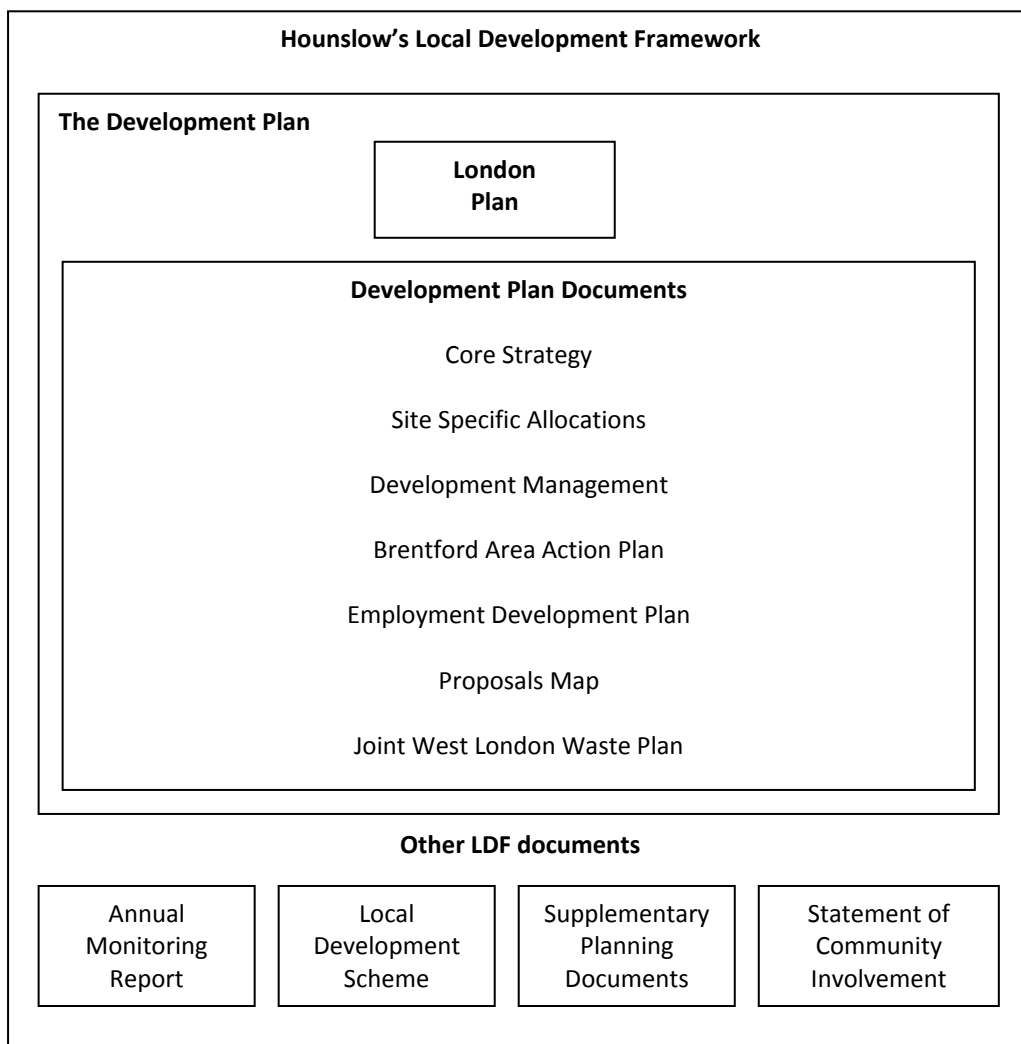 Hounslow’s Local Development Framework
The Development Plan
London
Plan
Development Plan Documents
Core Strategy
Site Specific Allocations
Development Management
Brentford Area Action Plan
Employment Development Plan
Proposals Map
Joint West London Waste Plan
Other LDF documents
Annual
Monitoring
Report
Local
Development
Scheme
Supplementary
Planning
Documents
Statement of
Community
Involvement